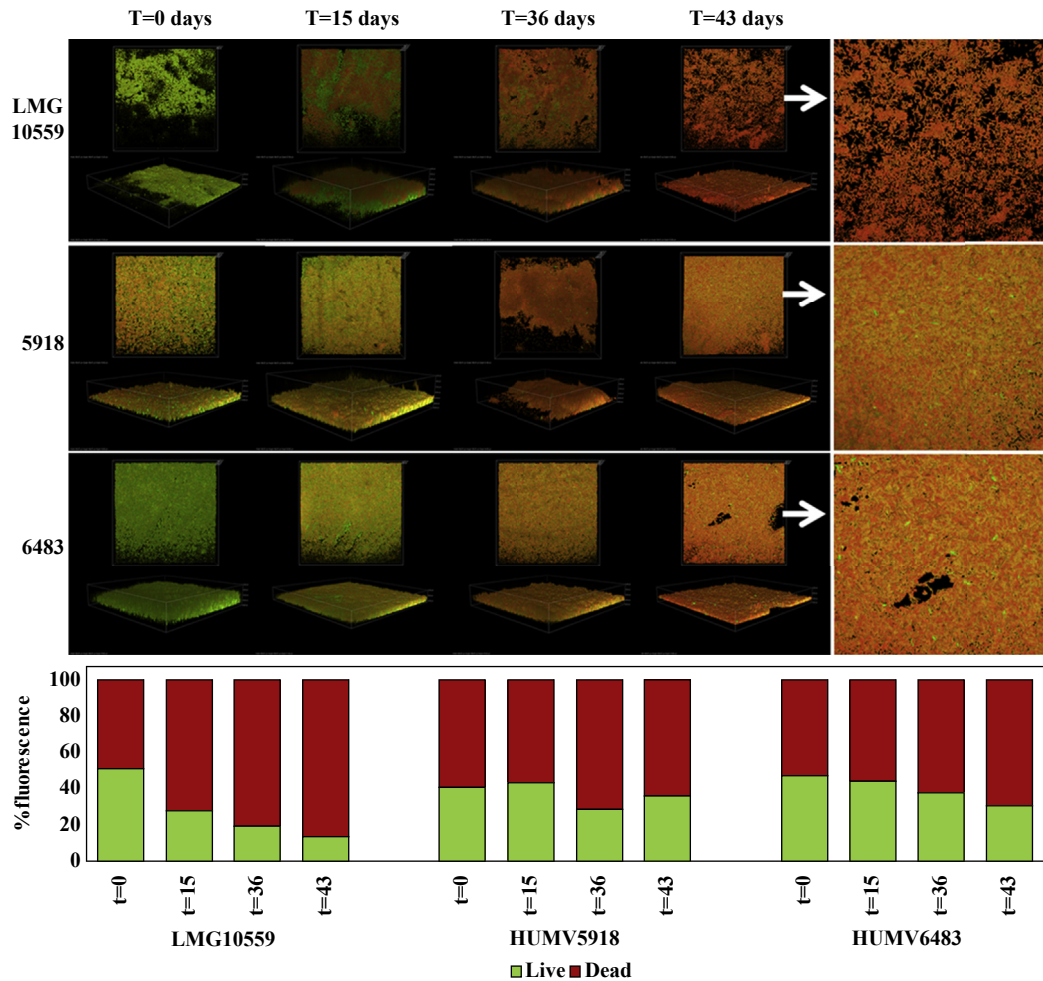 T=0 days T=15 days T=36 days T=43 days
LMG
10559
5918
6483
%fluorescence
100
80
60
40
20
0
t=0 t=15 t=36 t=43 t=0 t=15 t=36 t=43 t=0 t=15 t=36 t=43
LMG10559 HUMV5918 HUMV6483
Live Dead